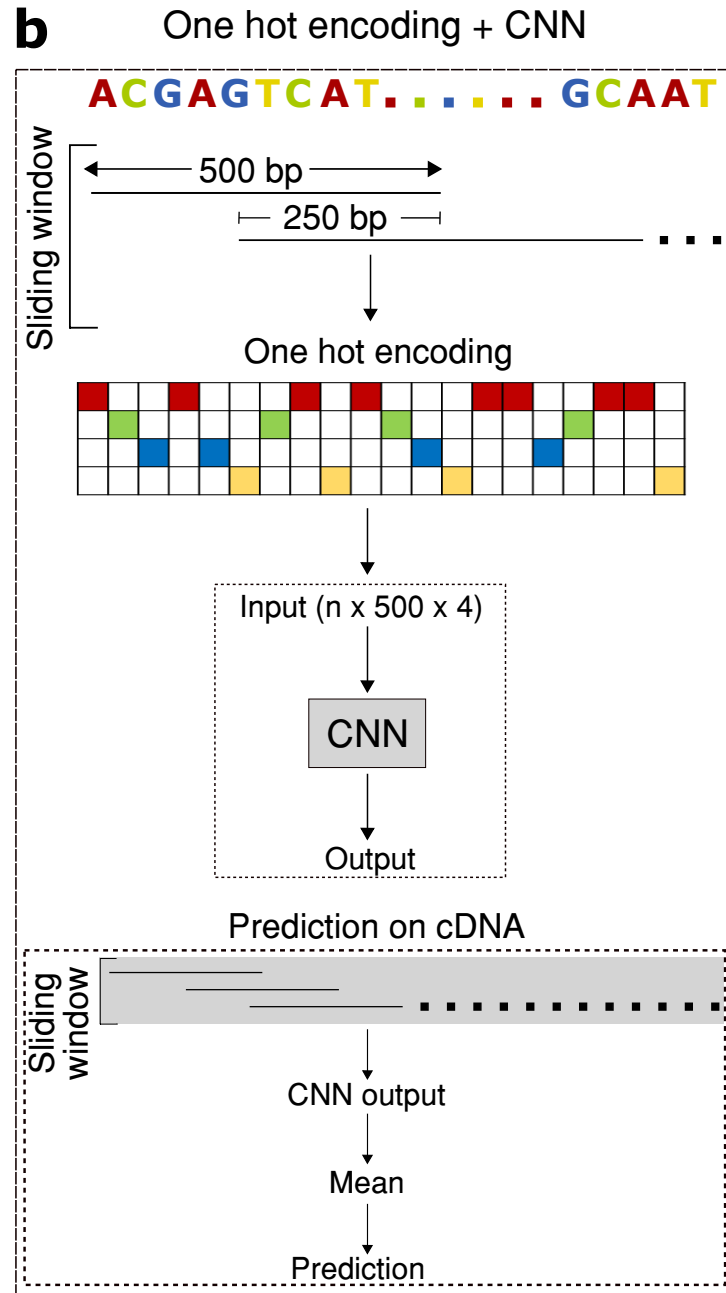 b One hot encoding + CNN
ACGAGTCAT. . . . . . GCAAT
Sliding window
500 bp
250 bp
One hot encoding
Input (n x 500 x 4)
CNN
Output
Prediction on cDNA
Sliding
window
CNN output
Mean
Prediction